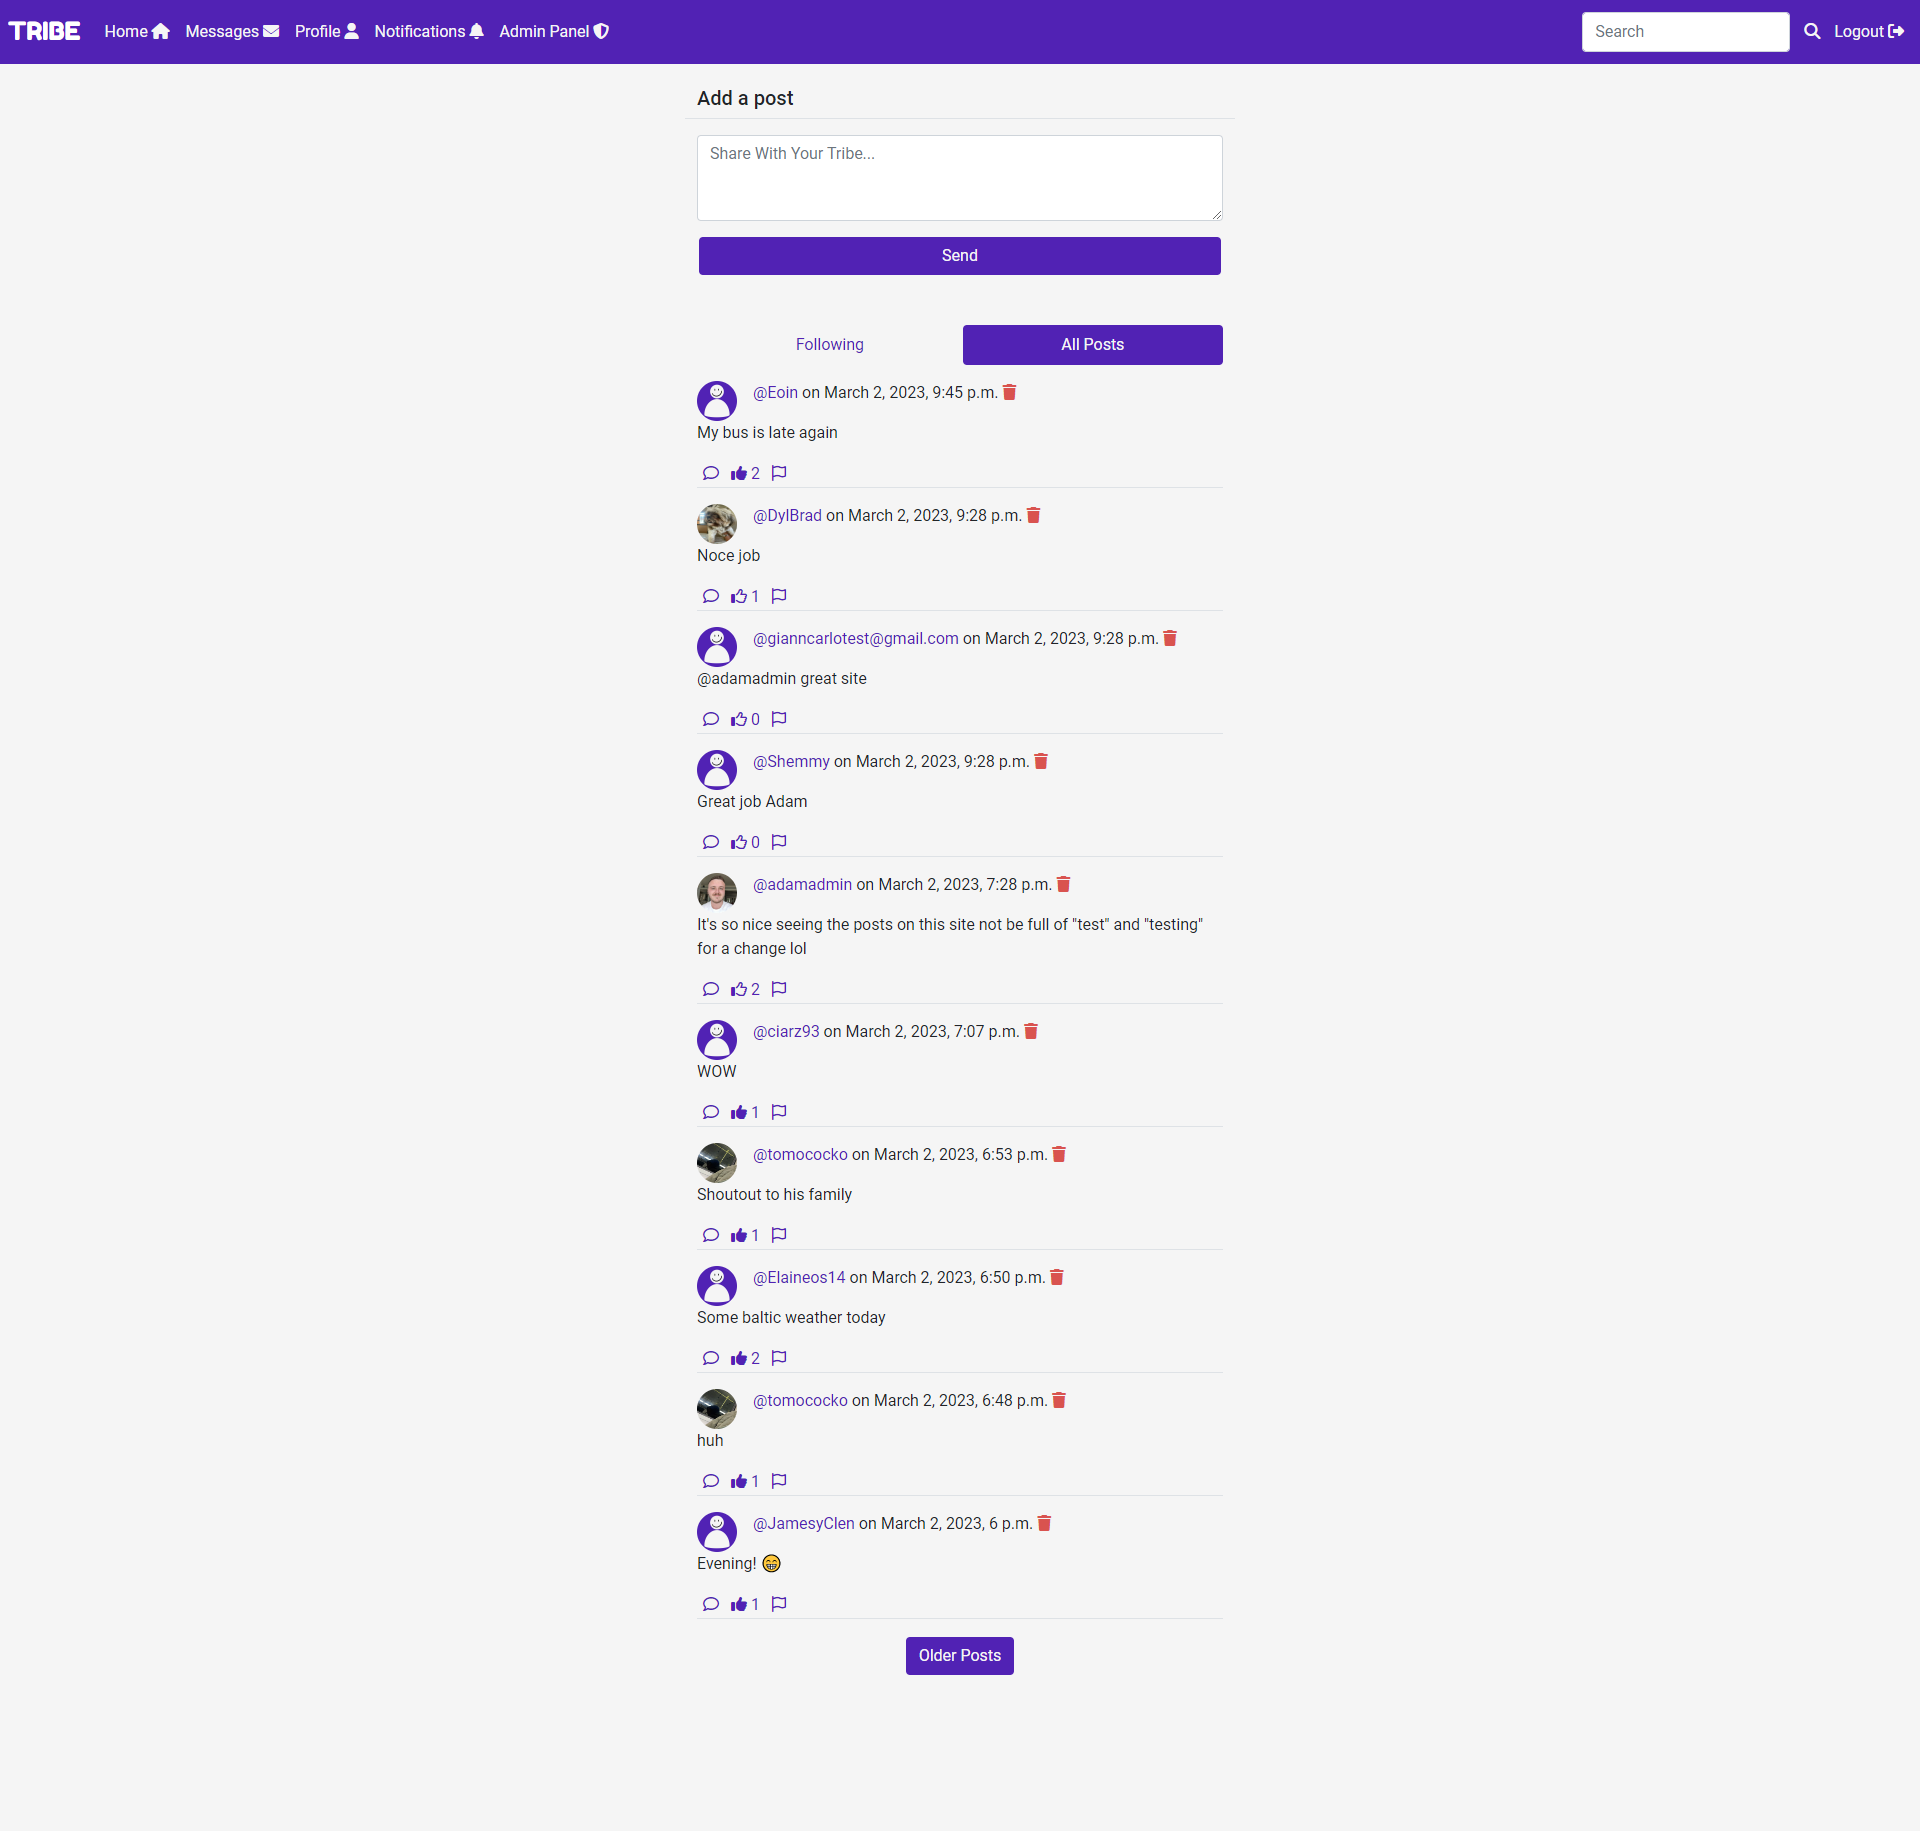 TRIBE Home Messages Profile Notifications Admin Panel Search Logout
Add a post
Share With Your Tribe...
Send
Following All Posts
@Eoin on March 2, 2023, 9:45 p.m.
My bus is late again
2
@DylBrad on March 2, 2023, 9:28 p.m.
Noce job
1
@gianncarlotest@gmail.com on March 2, 2023, 9:28 p.m.
@adamadmin great site
0
@Shemmy on March 2, 2023, 9:28 p.m.
Great job Adam
0
@adamadmin on March 2, 2023, 7:28 p.m.
It's so nice seeing the posts on this site not be full of "test" and "testing"
for a change lol
2
@ciarz93 on March 2, 2023, 7:07 p.m.
WOW
1
@tomococko on March 2, 2023, 6:53 p.m.
Shoutout to his family
1
@Elaineos14 on March 2, 2023, 6:50 p.m.
Some baltic weather today
2
@tomococko on March 2, 2023, 6:48 p.m.
huh
1
@JamesyClen on March 2, 2023, 6 p.m.
Evening! 😁
1
Older Posts